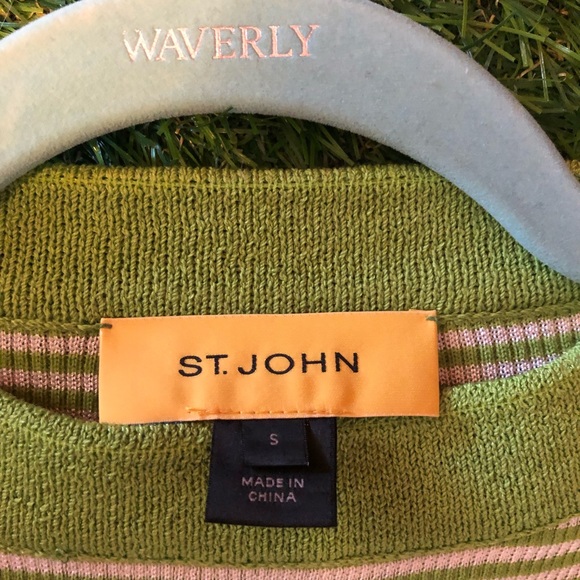 WAVERLY
ST. JOHN
S
MADE IN
CHINA